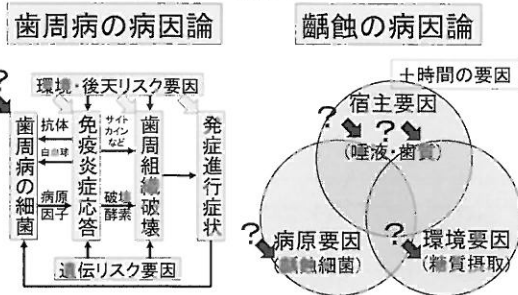 歯周病の病因論
?
環境・後天リスク要因
歯周病の細菌
抗体
白血球
病原
因子
免疫炎症応答
サイト
カイン
など
破壊
酵素
歯周組織破壊
発症進行症状
遺伝リスク要因
齲蝕の病因論
+時間の要因
宿主要因
? ?
(唾液・歯質)
?
病原要因
(齲蝕細菌)
?
環境要因
(糖質摂取)